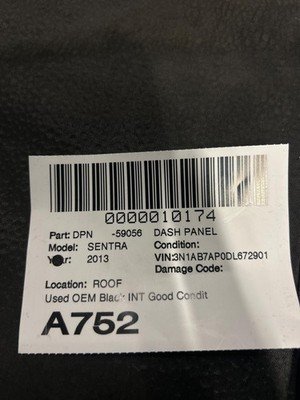 0000010174
Part: DPN -59056 DASH PANEL
Model: SENTRA Condition:
Year: 2013 VIN:3N1AB7AP0DL672901
Damage Code:
Location: ROOF
Used OEM Black INT Good Condit
A752